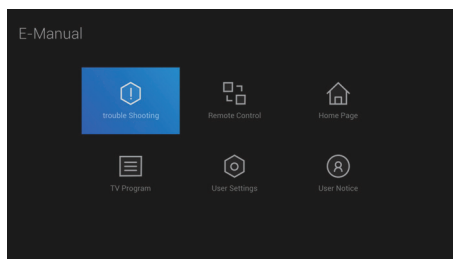 E-Manual
trouble Shooting
Remote Control
Home Page
TV Program
User Settings
User Notice